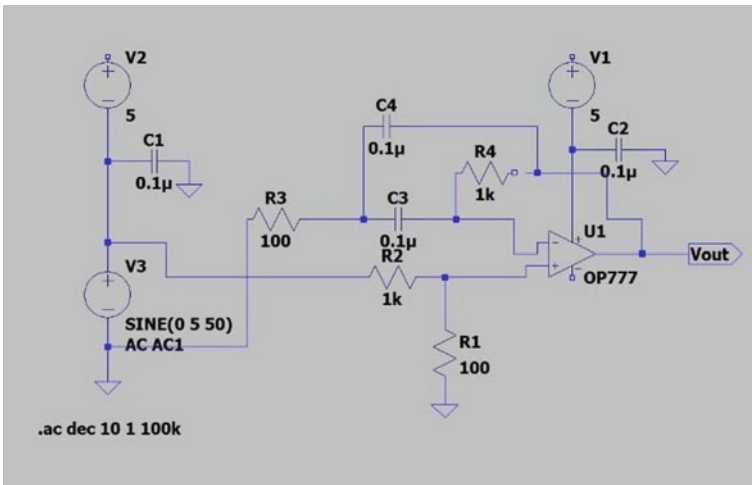 V2
5
C1
0.1µ
V3
SINE(0 5 50)
AC AC1
R3
100
C4
0.1µ
C3
0.1µ
R4
1k
R2
1k
R1
100
V1
5
C2
0.1µ
U1
OP777
Vout
.ac dec 10 1 100k